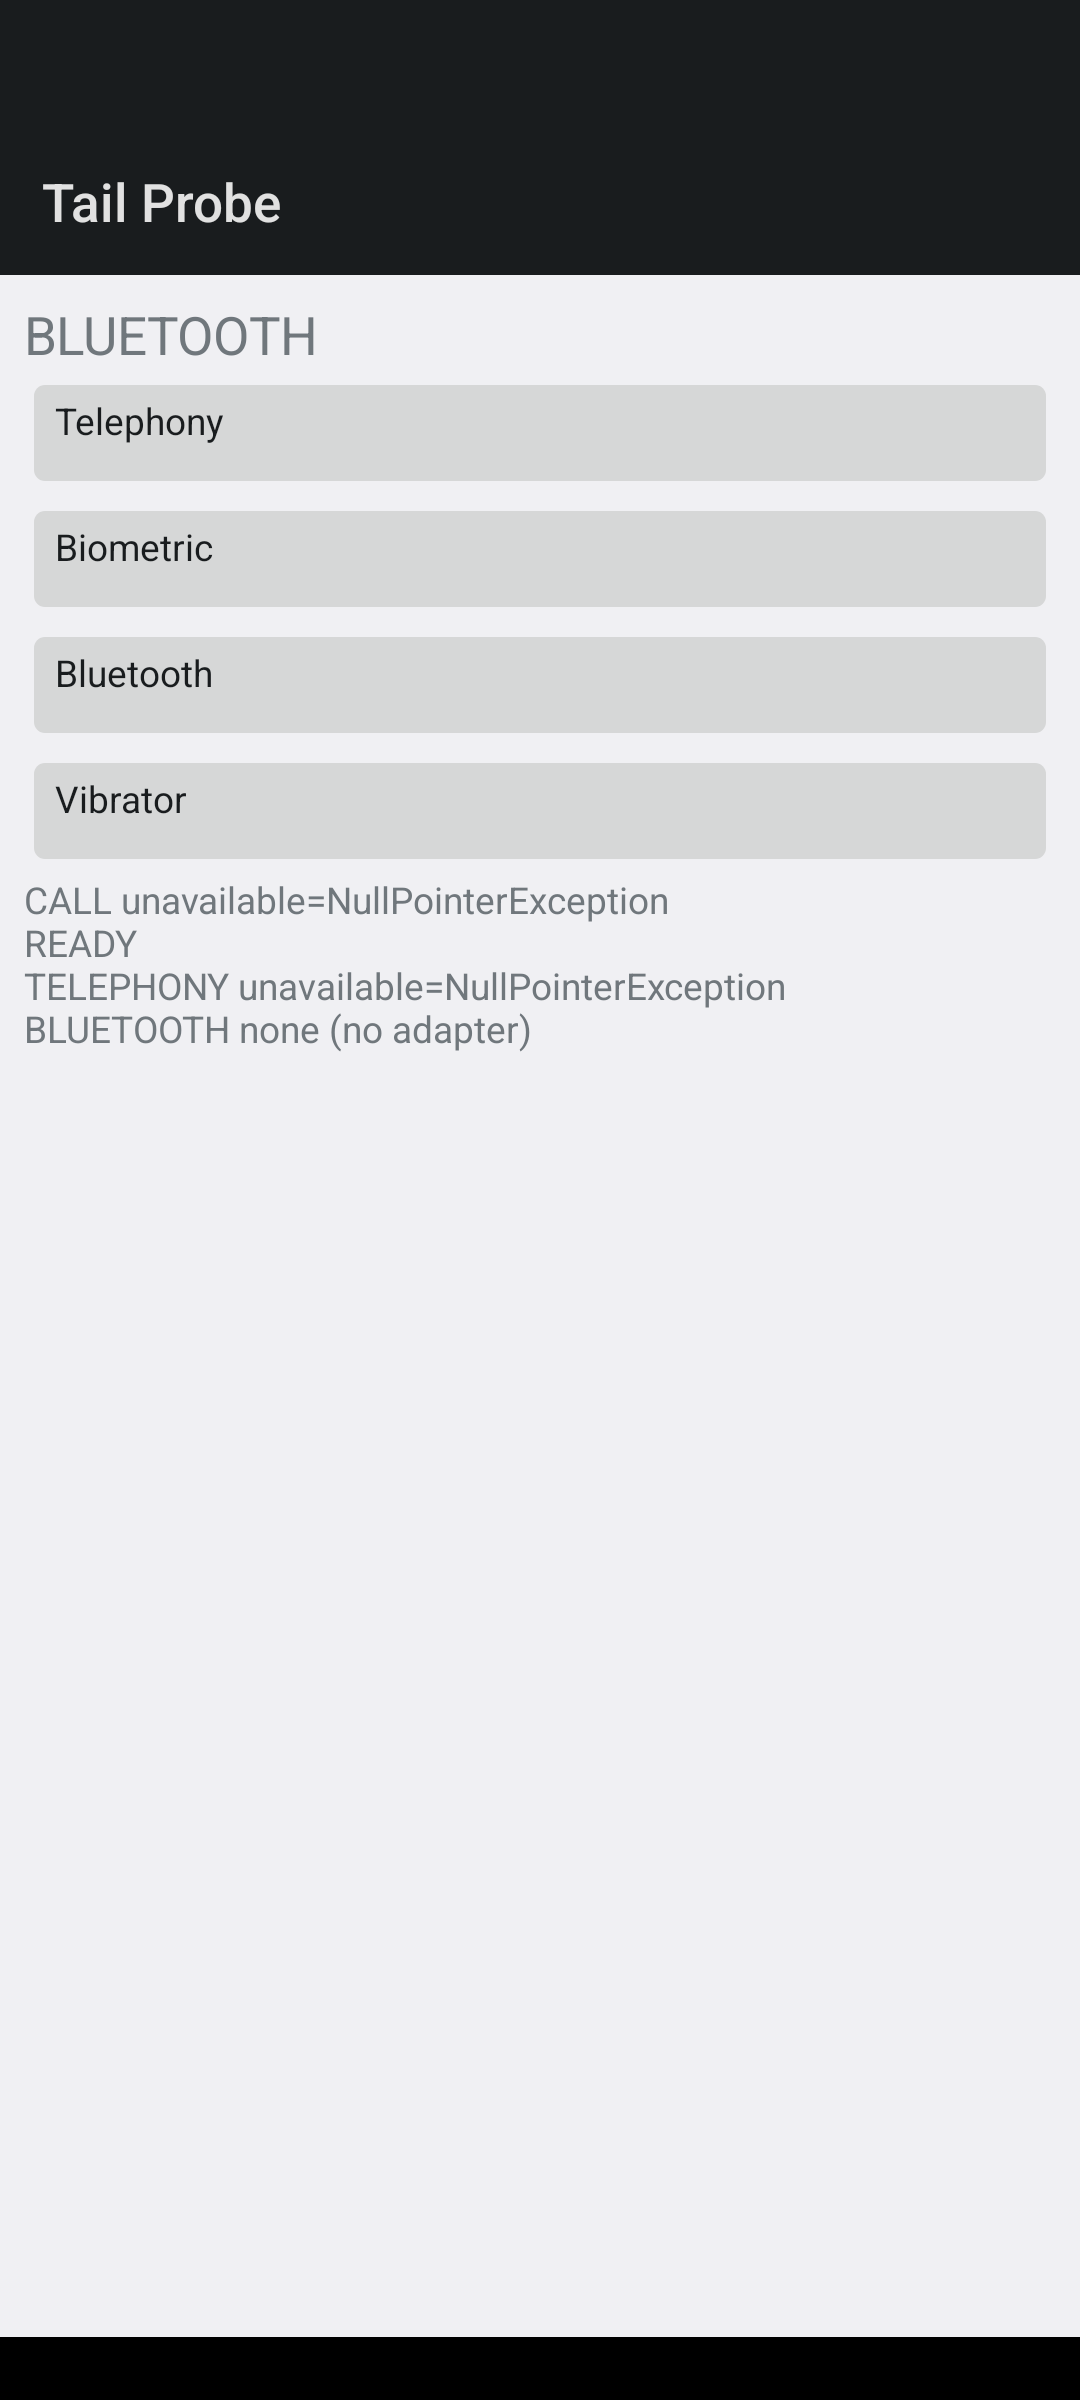 Tail Probe
BLUETOOTH
Telephony
Biometric
Bluetooth
Vibrator
CALL unavailable=NullPointerException
READY
TELEPHONY unavailable=NullPointerException
BLUETOOTH none (no adapter)